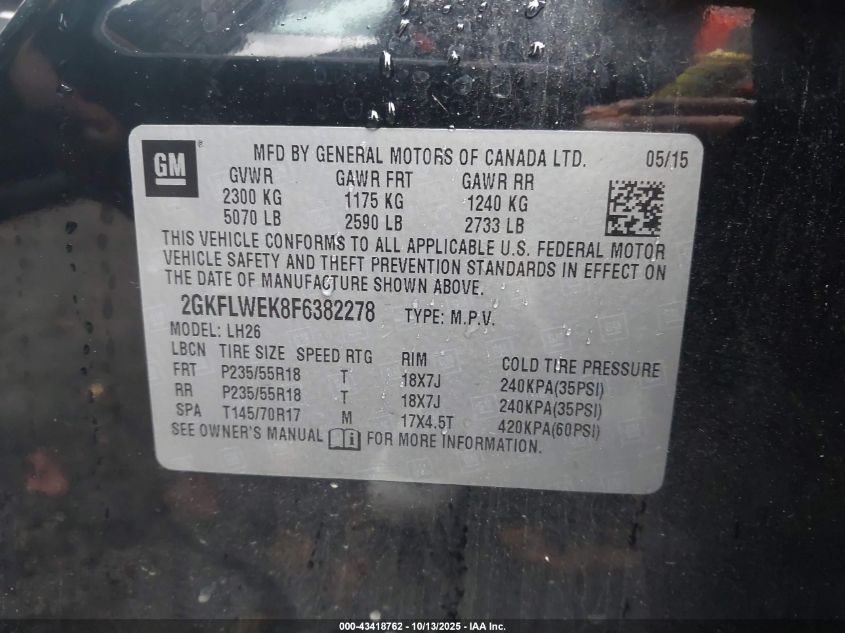 GM ® MFD BY GENERAL MOTORS OF CANADA LTD. 05/15
GVWR GAWR FRT GAWR RR
2300 KG 1175 KG 1240 KG
5070 LB 2590 LB 2733 LB
THIS VEHICLE CONFORMS TO ALL APPLICABLE U.S. FEDERAL MOTOR
VEHICLE SAFETY AND THEFT PREVENTION STANDARDS IN EFFECT ON
THE DATE OF MANUFACTURE SHOWN ABOVE.
2GKFLWEK8F6382278 TYPE: M.P.V.
MODEL: LH26
LBCN TIRE SIZE SPEED RTG RIM COLD TIRE PRESSURE
FRT P235/55R18 T 18X7J 240KPA(35PSI)
RR P235/55R18 T 18X7J 240KPA(35PSI)
SPA T145/70R17 M 17X4.5T 420KPA(60PSI)
SEE OWNER'S MANUAL FOR MORE INFORMATION.
000-43418762 - 10/13/2025 - IAA Inc.